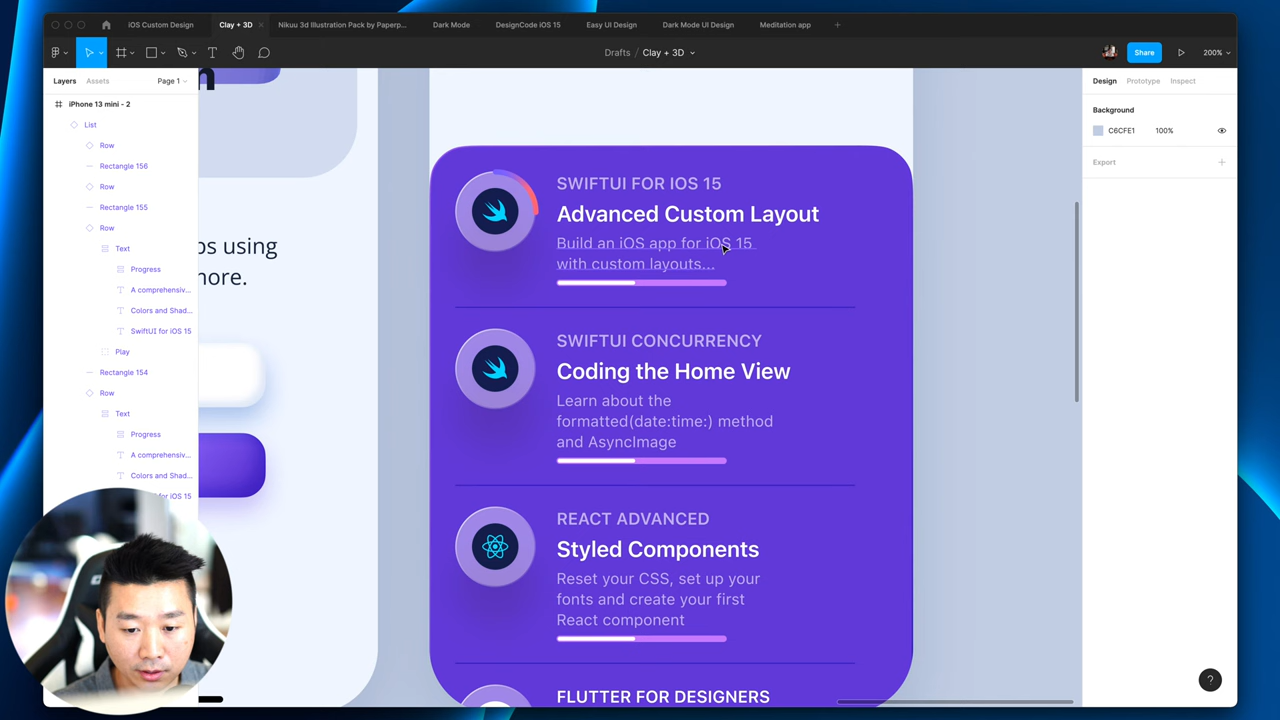 iOS Custom Design
Clay + 3D
Nikuu 3d Illustration Pack by Paperp...
Dark Mode
DesignCode iOS 15
Easy UI Design
Dark Mode UI Design
Meditation app
Drafts / Clay + 3D
Share
200%
Layers
Assets
Page 1
iPhone 13 mini - 2
List
Row
Rectangle 156
Row
Rectangle 155
Row
Text
Progress
A comprehensiv...
Colors and Shad...
SwiftUI for iOS 15
Play
Rectangle 154
Row
Text
Progress
A comprehensiv...
Colors and Shad...
for iOS 15
n
ps using
more.
SWIFTUI FOR IOS 15
Advanced Custom Layout
Build an iOS app for iOS 15
with custom layouts...
SWIFTUI CONCURRENCY
Coding the Home View
Learn about the
formatted(date:time:) method
and AsyncImage
REACT ADVANCED
Styled Components
Reset your CSS, set up your
fonts and create your first
React component
FLUTTER FOR DESIGNERS
Design
Prototype
Inspect
Background
C6CFE1
100%
Export
?